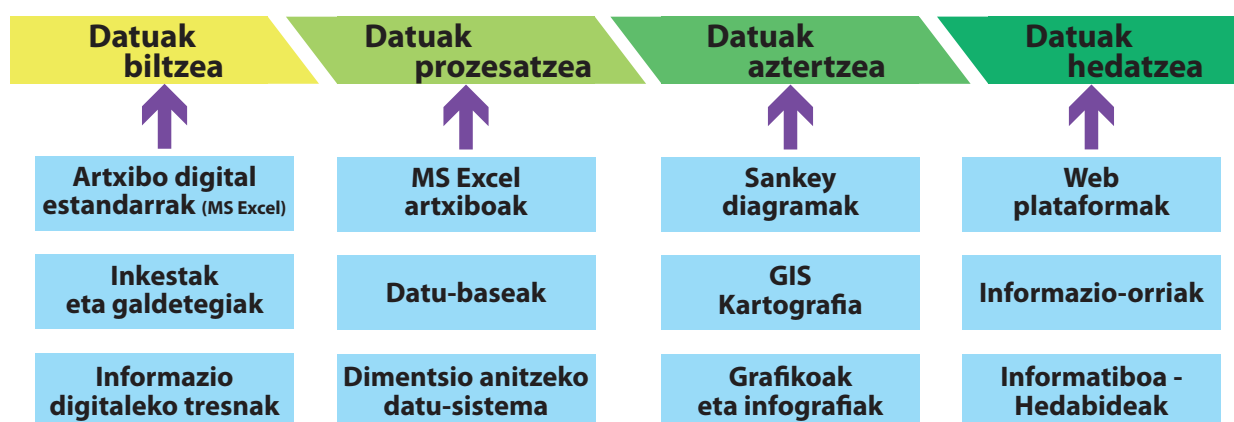 Datuak
biltzea
Datuak
prozesatzea
Datuak
aztertzea
Datuak
hedatzea
Artxibo digital
estandarrak (MS Excel)
MS Excel
artxiboak
Sankey
diagramak
Web
plataformak
Inkestak
eta galdetegiak
Datu-baseak
GIS
Kartografia
Informazio-orriak
Informazio
digitaleko tresnak
Dimentsio anitzeko
datu-sistema
Grafikoak
eta infografiak
Informatiboa -
Hedabideak